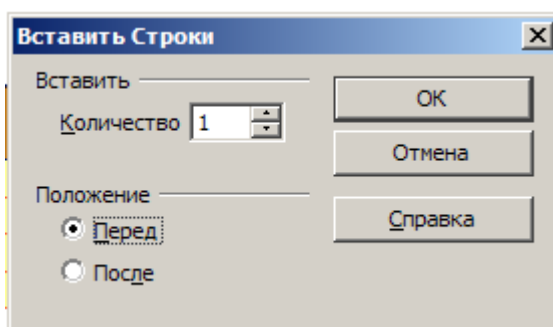 Вставить Строки
Вставить
Количество 1
Положение
Перед
После
ОК
Отмена
Справка